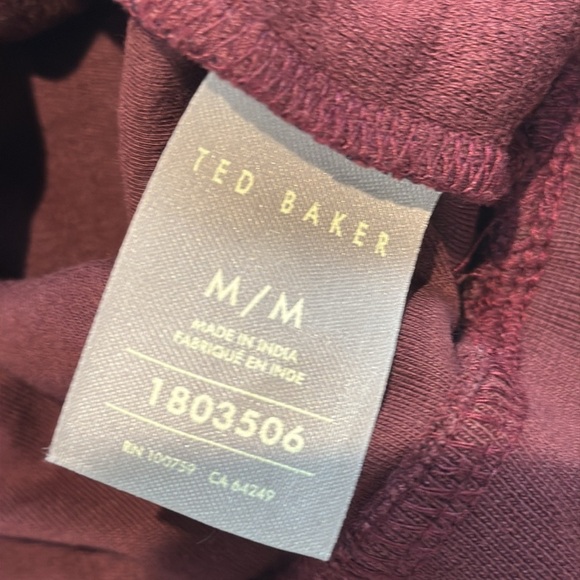 TED BAKER
M/M
MADE IN INDIA
FABRIQUÉ EN INDE
1803506
RN 100759 CA 64249